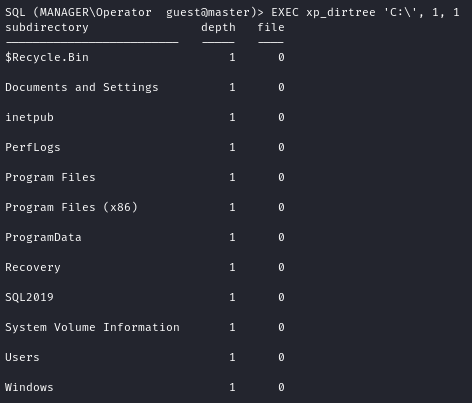 SQL (MANAGER\Operator  guest@master)> EXEC xp_dirtree 'C:\', 1, 1
subdirectory                depth   file
$Recycle.Bin                    1      0
Documents and Settings          1      0
inetpub                         1      0
PerfLogs                        1      0
Program Files                   1      0
Program Files (x86)             1      0
ProgramData                     1      0
Recovery                        1      0
SQL2019                         1      0
System Volume Information       1      0
Users                           1      0
Windows                         1      0